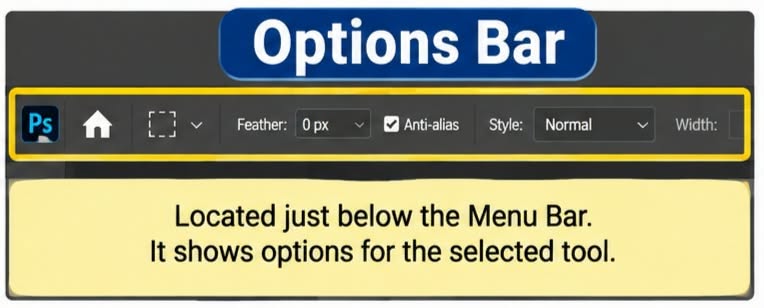 Options Bar
Ps Feather: 0 px Anti-alias Style: Normal Width:
Located just below the Menu Bar.
It shows options for the selected tool.